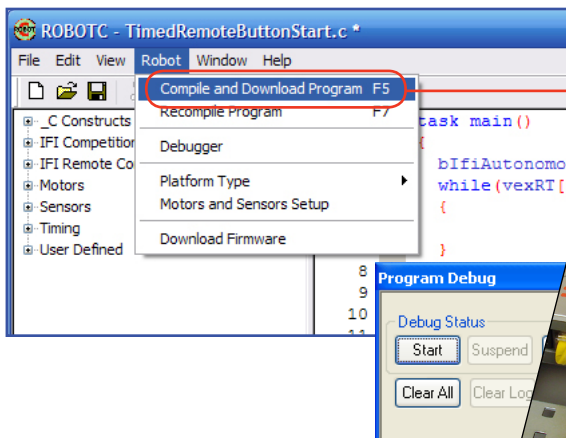 ROBOTC - TimedRemoteButtonStart.c *
File Edit View Robot Window Help
Compile and Download Program F5
Recompile Program F7
Debugger
Platform Type
Motors and Sensors Setup
Download Firmware
_C Constructs
IFI Competition
IFI Remote Co
Motors
Sensors
Timing
User Defined
task main()
{
bIfiAutonomo
while(vexRT[
{
}
8
9
10
Program Debug
Debug Status
Start Suspend
Clear All Clear Log